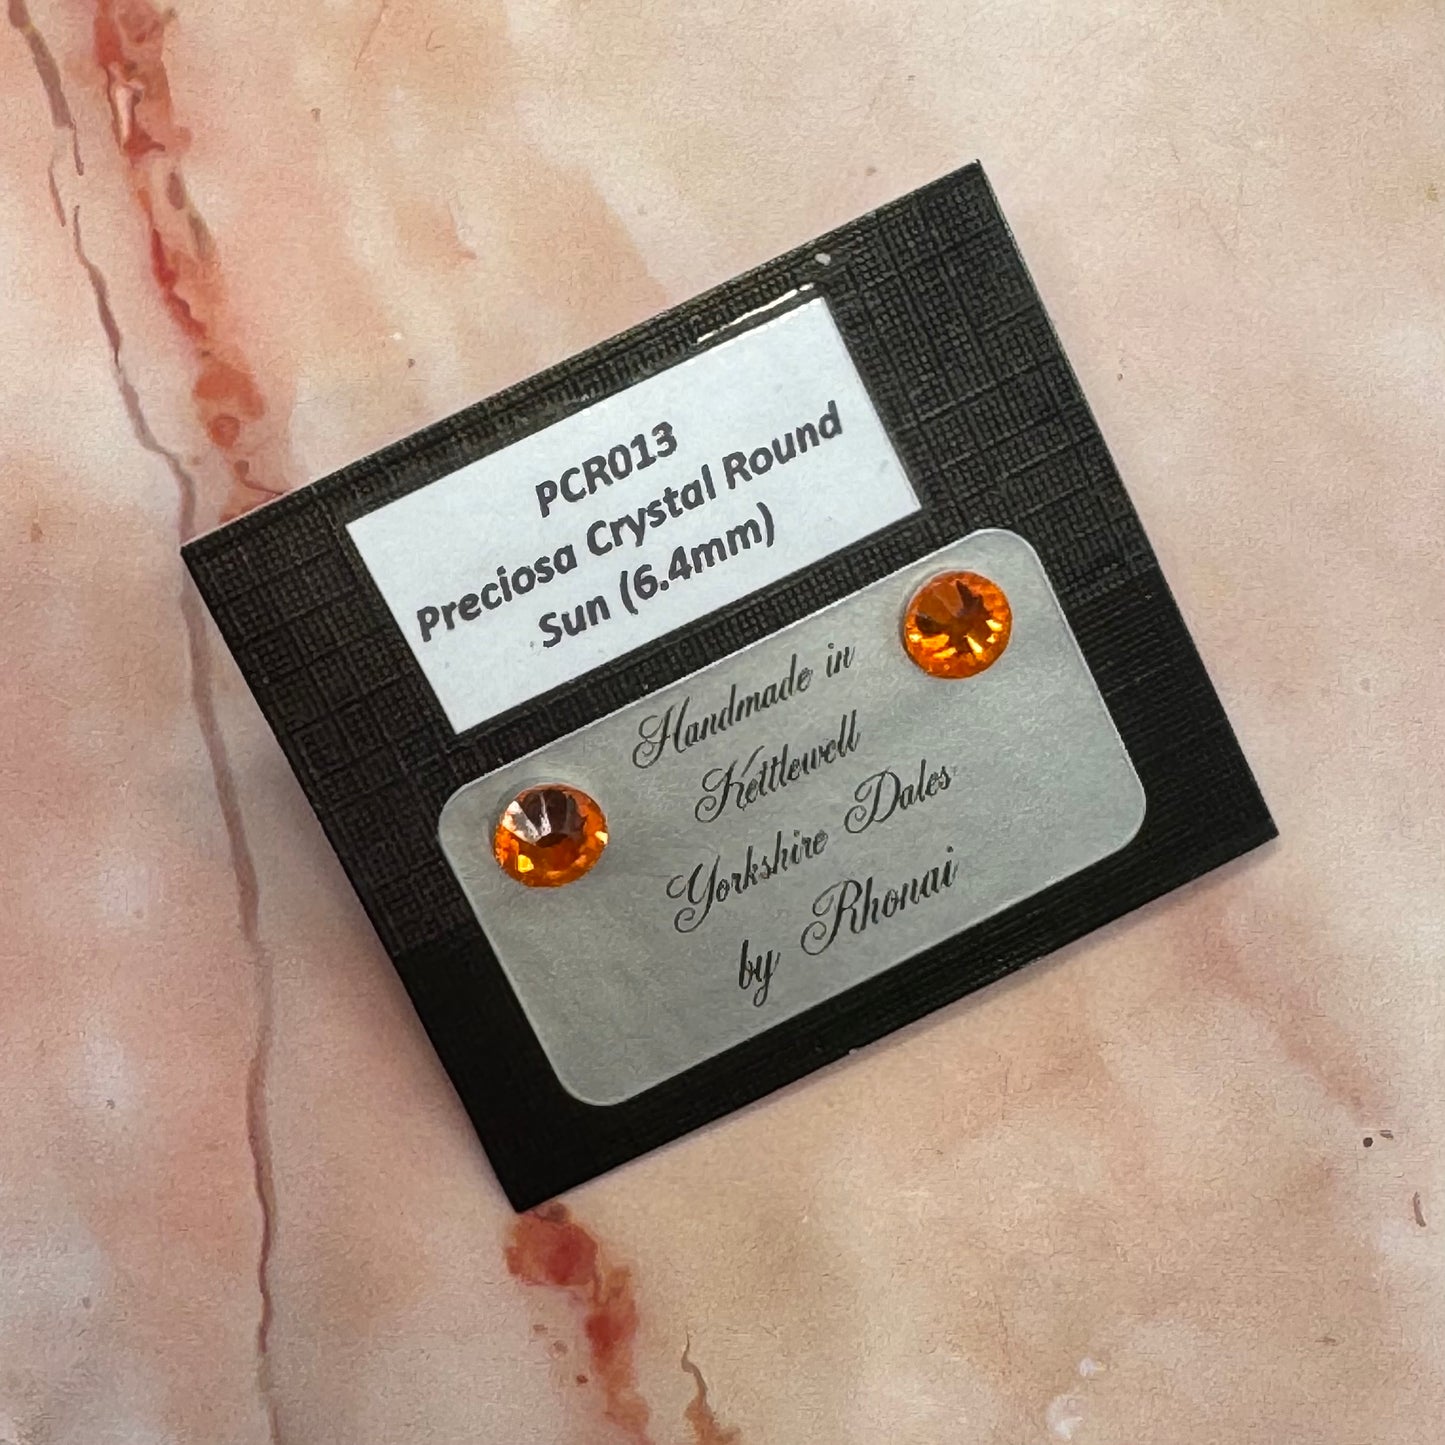 PCR013
Preciosa Crystal Round
Sun (6.4mm)
Handmade in
Kettlewell
Yorkshire Dales
by Rhonai